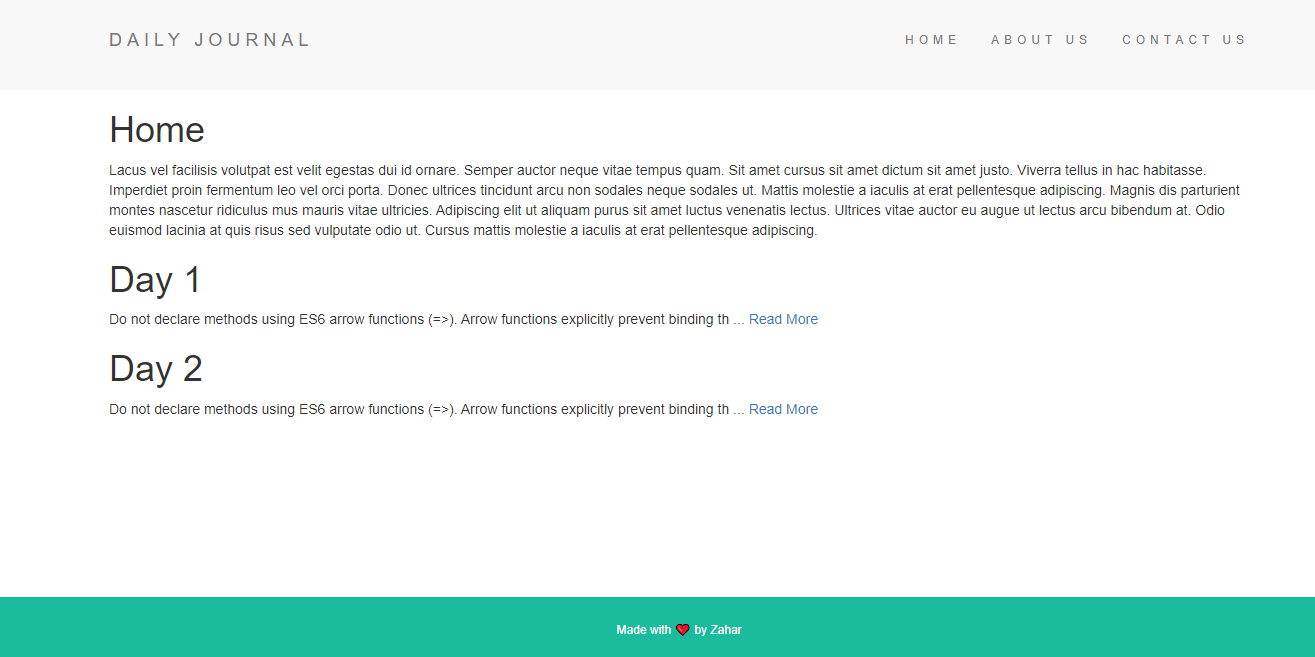 DAILY JOURNAL
HOME ABOUT US CONTACT US
Home
Lacus vel facilisis volutpat est velit egestas dui id ornare. Semper auctor neque vitae tempus quam. Sit amet cursus sit amet dictum sit amet justo. Viverra tellus in hac habitasse.
Imperdiet proin fermentum leo vel orci porta. Donec ultrices tincidunt arcu non sodales neque sodales ut. Mattis molestie a iaculis at erat pellentesque adipiscing. Magnis dis parturient
montes nascetur ridiculus mus mauris vitae ultricies. Adipiscing elit ut aliquam purus sit amet luctus venenatis lectus. Ultrices vitae auctor eu augue ut lectus arcu bibendum at. Odio
euismod lacinia at quis risus sed vulputate odio ut. Cursus mattis molestie a iaculis at erat pellentesque adipiscing.
Day 1
Do not declare methods using ES6 arrow functions (=>). Arrow functions explicitly prevent binding th ... Read More
Day 2
Do not declare methods using ES6 arrow functions (=>). Arrow functions explicitly prevent binding th ... Read More
Made with ❤ by Zahar